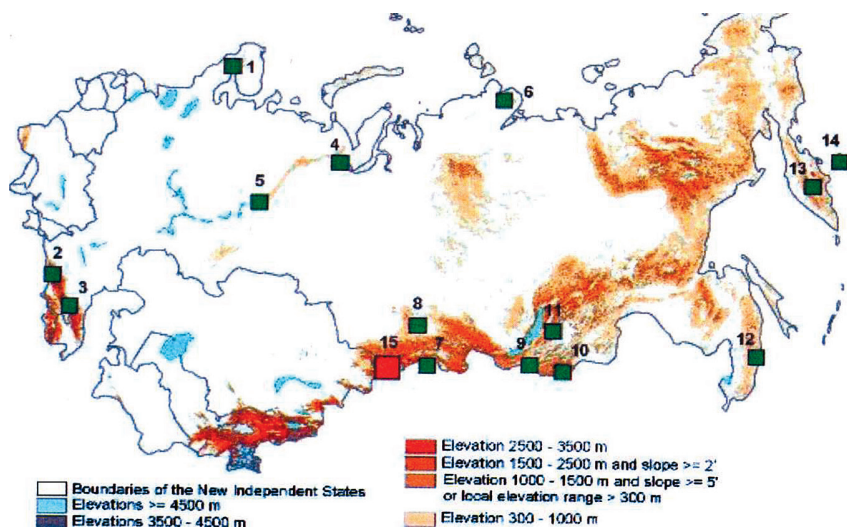 1
6
4
14
13
5
2
3
8
11
15
7
9
10
12
Elevation 2500 - 3500 m
Elevation 1500 - 2500 m and slope >= 2'
Elevation 1000 - 1500 m and slope >= 5'
or local elevation range > 300 m
Elevation 300 - 1000 m
Boundaries of the New Independent States
Elevations >= 4500 m
Elevations 3500 - 4500 m